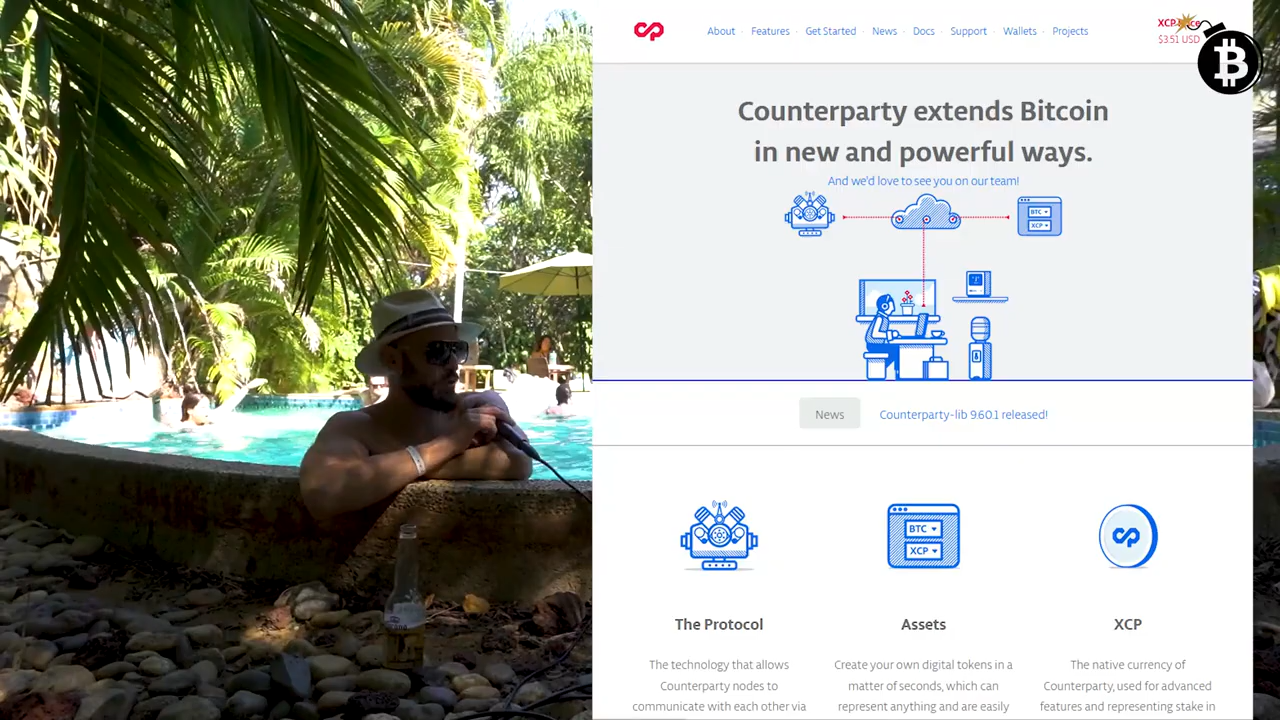 About
Features
Get Started
News
Docs
Support
Wallets
Projects
$3.51 USD
Counterparty extends Bitcoin
in new and powerful ways.
And we'd love to see you on our team!
BTC
XCP
News
Counterparty-lib 9.60.1 released!
BTC
XCP
The Protocol
Assets
XCP
The technology that allows
Counterparty nodes to
communicate with each other via
Create your own digital tokens in a
matter of seconds, which can
represent anything and are easily
The native currency of
Counterparty, used for advanced
features and representing stake in